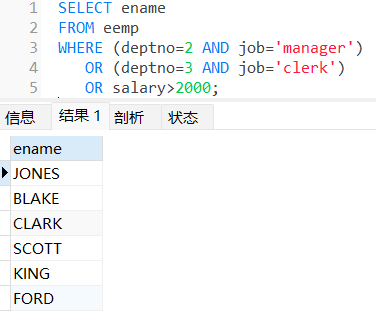 1 SELECT ename
2 FROM eemp
3 WHERE (deptno=2 AND job='manager')
4 OR (deptno=3 AND job='clerk')
5 OR salary>2000;
信息 结果 1 剖析 状态
ename
JONES
BLAKE
CLARK
SCOTT
KING
FORD